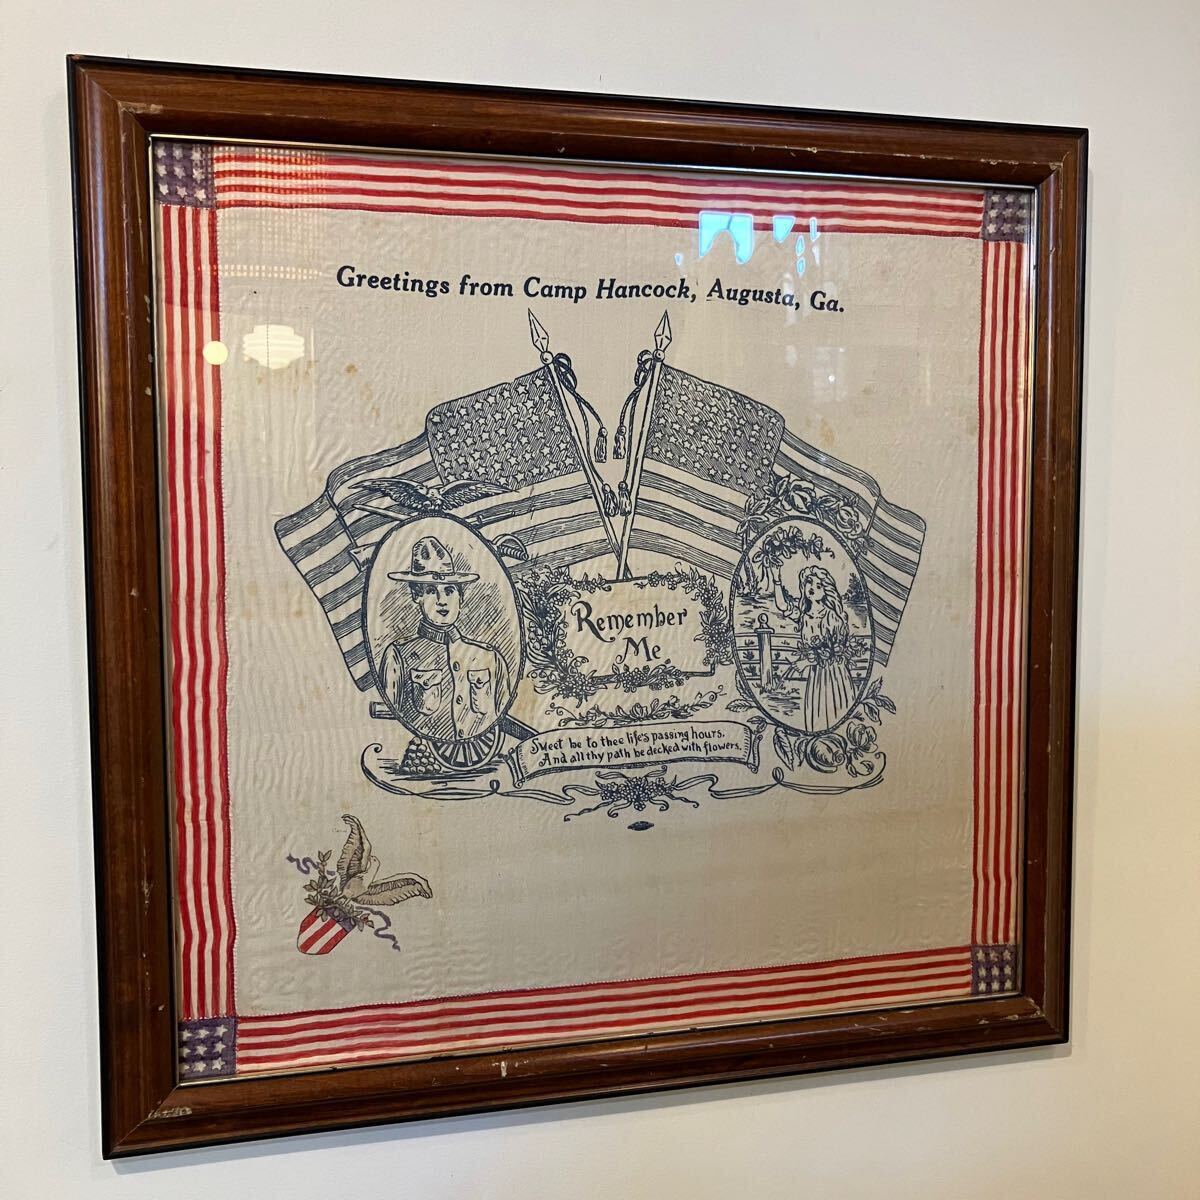 Greetings from Camp Hancock, Augusta, Ga.
Remember
Me
Sweet be to thee life's passing hours,
And all thy path be decked with flowers.